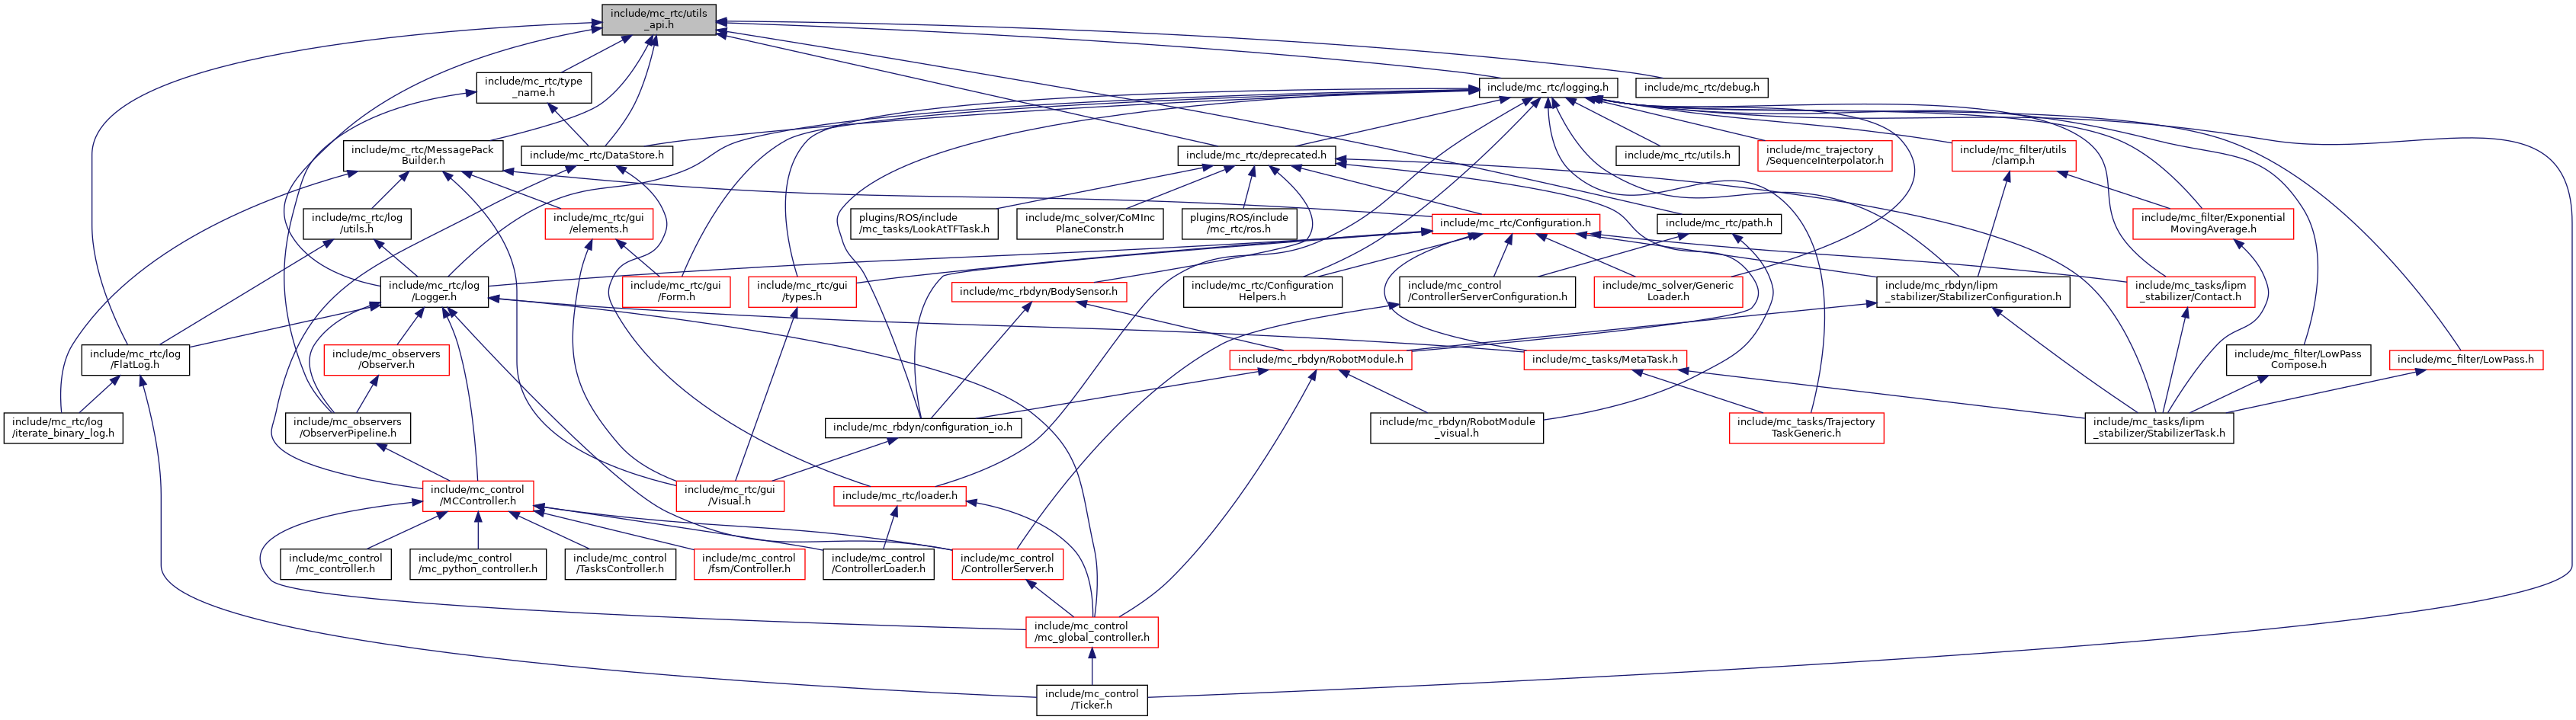 include/mc_rtc/utils
_api.h
include/mc_rtc/type
_name.h
include/mc_rtc/logging.h
include/mc_rtc/debug.h
include/mc_rtc/MessagePack
Builder.h
include/mc_rtc/DataStore.h
include/mc_rtc/deprecated.h
include/mc_rtc/utils.h
include/mc_trajectory
/SequenceInterpolator.h
include/mc_filter/utils
/clamp.h
include/mc_rtc/log
/utils.h
include/mc_rtc/gui
/elements.h
plugins/ROS/include
/mc_tasks/LookAtTFTask.h
include/mc_solver/CoMInc
PlaneConstr.h
plugins/ROS/include
/mc_rtc/ros.h
include/mc_rtc/Configuration.h
include/mc_rtc/path.h
include/mc_filter/Exponential
MovingAverage.h
include/mc_rtc/log
/Logger.h
include/mc_rtc/gui
/Form.h
include/mc_rtc/gui
/types.h
include/mc_rbdyn/BodySensor.h
include/mc_rtc/Configuration
Helpers.h
include/mc_control
/ControllerServerConfiguration.h
include/mc_solver/Generic
Loader.h
include/mc_rbdyn/lipm
_stabilizer/StabilizerConfiguration.h
include/mc_tasks/lipm
_stabilizer/Contact.h
include/mc_rtc/log
/FlatLog.h
include/mc_observers
/Observer.h
include/mc_rbdyn/RobotModule.h
include/mc_tasks/MetaTask.h
include/mc_filter/LowPass
Compose.h
include/mc_filter/LowPass.h
include/mc_rtc/log
/iterate_binary_log.h
include/mc_observers
/ObserverPipeline.h
include/mc_rbdyn/configuration_io.h
include/mc_rbdyn/RobotModule
_visual.h
include/mc_tasks/Trajectory
TaskGeneric.h
include/mc_tasks/lipm
_stabilizer/StabilizerTask.h
include/mc_control
/MCController.h
include/mc_rtc/gui
/Visual.h
include/mc_rtc/loader.h
include/mc_control
/mc_controller.h
include/mc_control
/mc_python_controller.h
include/mc_control
/TasksController.h
include/mc_control
/fsm/Controller.h
include/mc_control
/ControllerLoader.h
include/mc_control
/ControllerServer.h
include/mc_control
/mc_global_controller.h
include/mc_control
/Ticker.h